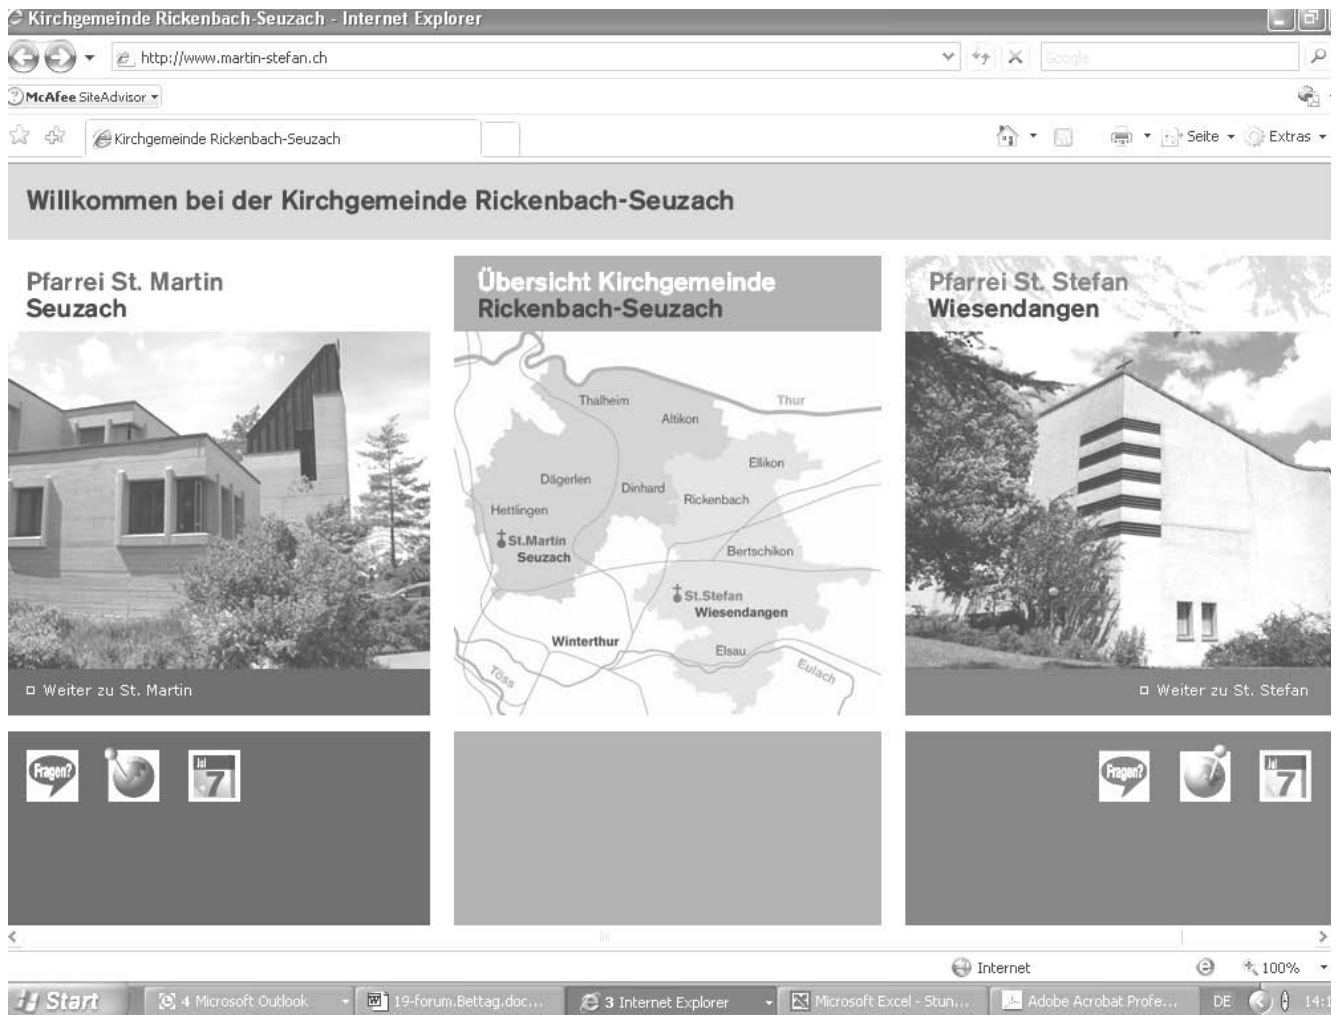 Kirchgemeinde Rickenbach-Seuzach - Internet Explorer
http://www.martin-stefan.ch
Google
McAfee SiteAdvisor
Kirchgemeinde Rickenbach-Seuzach
Seite
Extras
Willkommen bei der Kirchgemeinde Rickenbach-Seuzach
Pfarrei St. Martin
Seuzach
Übersicht Kirchgemeinde
Rickenbach-Seuzach
Pfarrei St. Stefan
Wiesendangen
Thalheim
Thur
Altikon
Ellikon
Dägerlen
Dinhard
Rickenbach
Hettlingen
St.Martin
Seuzach
Bertschikon
St.Stefan
Wiesendangen
Winterthur
Elsau
Töss
Eulach
Weiter zu St. Martin
Weiter zu St. Stefan
Fragen?
Jul
7
Fragen?
Jul
7
Internet
100%
Start
4 Microsoft Outlook
19-forum.Bettag.doc...
3 Internet Explorer
Microsoft Excel - Stun...
Adobe Acrobat Profe...
DE
14:1